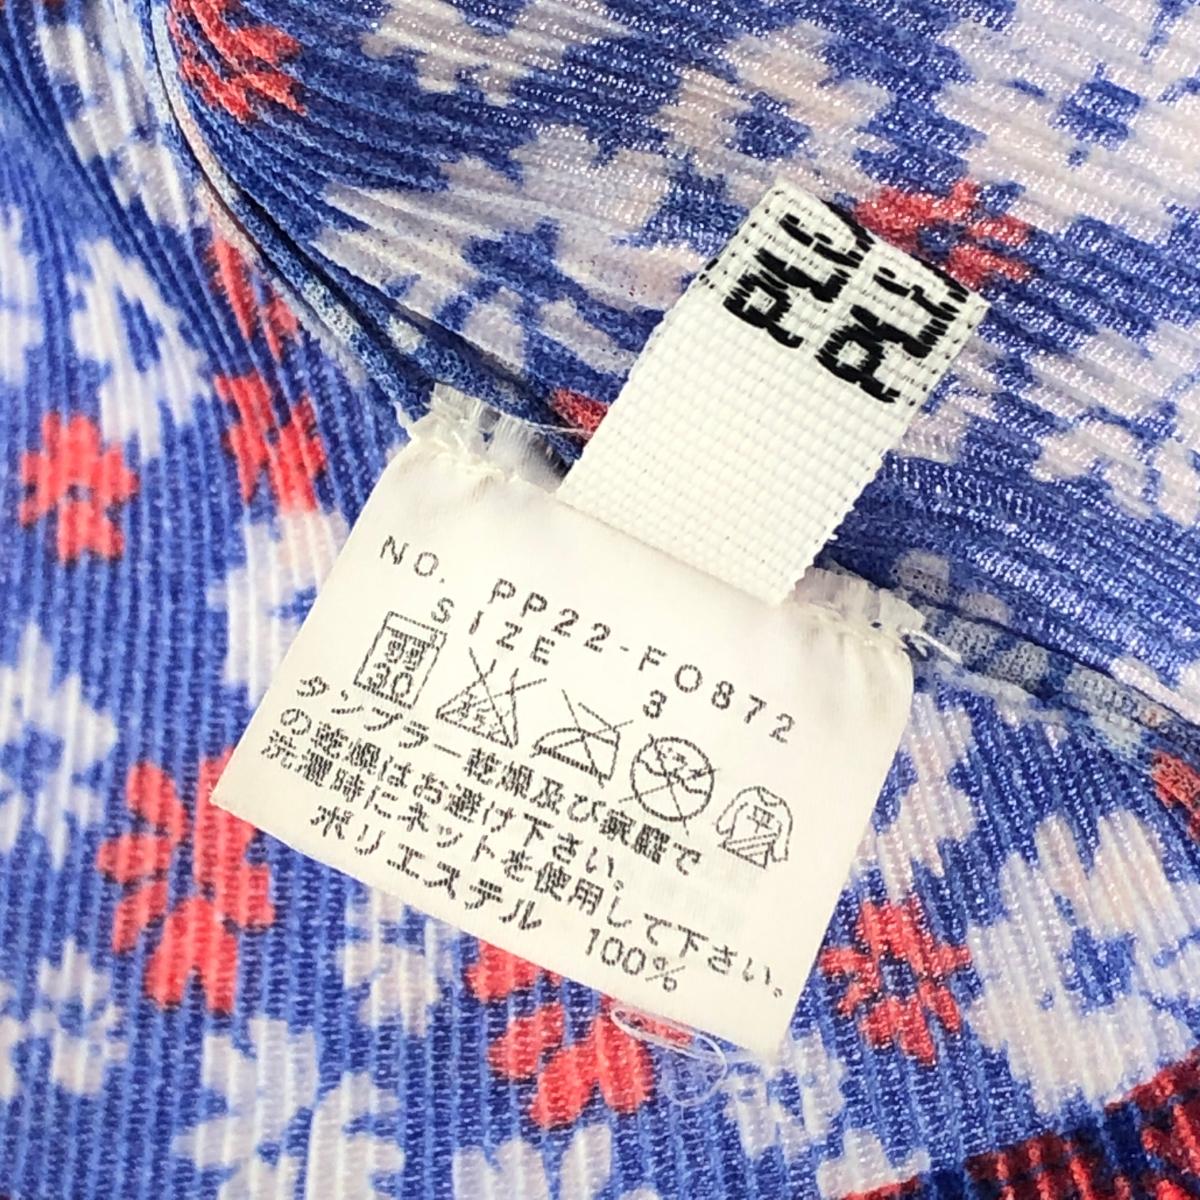 NO. PP22-FO872
SIZE 3
30
中
タンブラー乾燥及び家庭で
の乾燥はお避け下さい。
洗濯時にネットを使用して下さい。
ポリエステル 100%